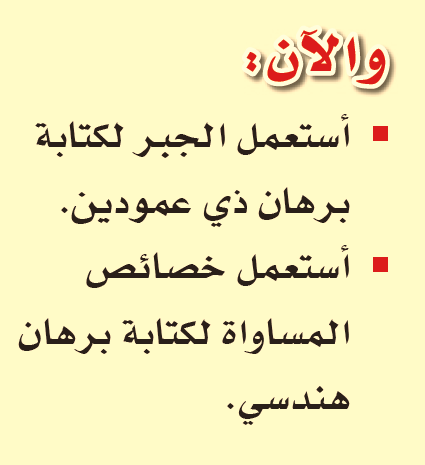 والآن:
■ أستعمل الجبر لكتابة
برهان ذي عمودين.
■ أستعمل خصائص
المساواة لكتابة برهان
هندسي.